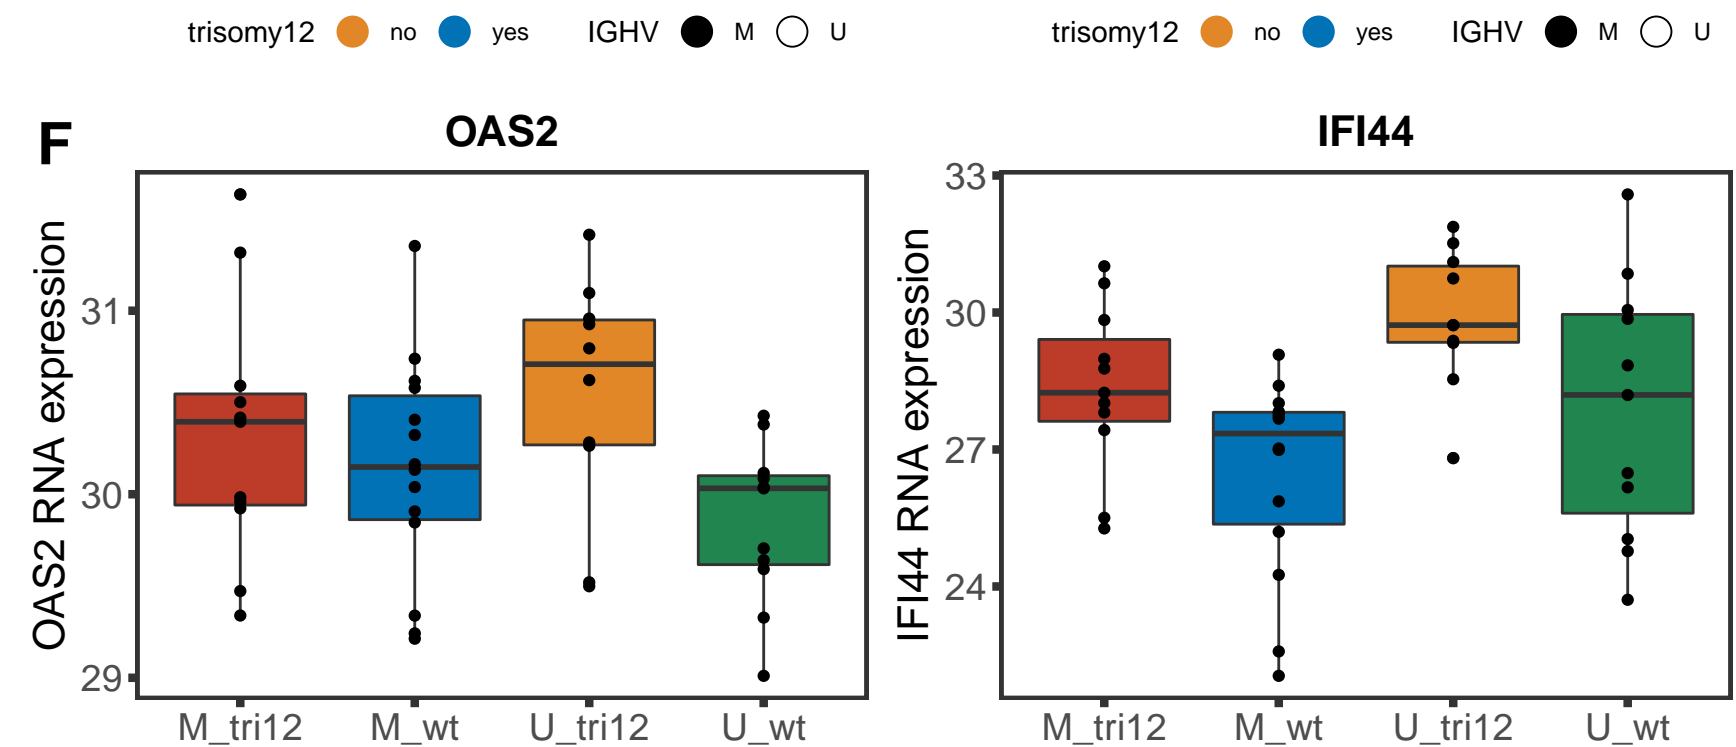 trisomy12 no yes IGHV M U
trisomy12 no yes IGHV M U
F
OAS2
IFI44
OAS2 RNA expression
31
30
29
M_tri12 M_wt U_tri12 U_wt
IFI44 RNA expression
33
30
27
24
M_tri12 M_wt U_tri12 U_wt